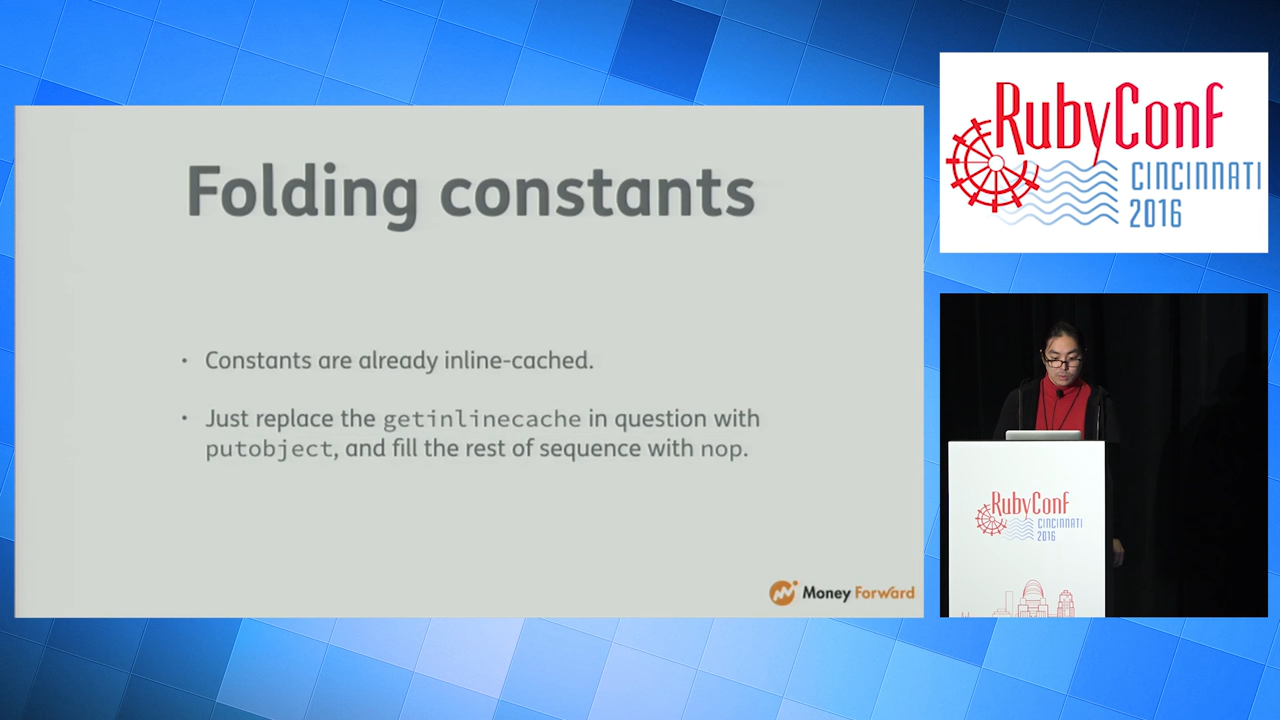 Folding constants
• Constants are already inline-cached.
• Just replace the getinlinecache in question with
putobject, and fill the rest of sequence with nop.
Money Forward
RubyConf
CINCINNATI
2016
RubyConf
CINCINNATI
2016